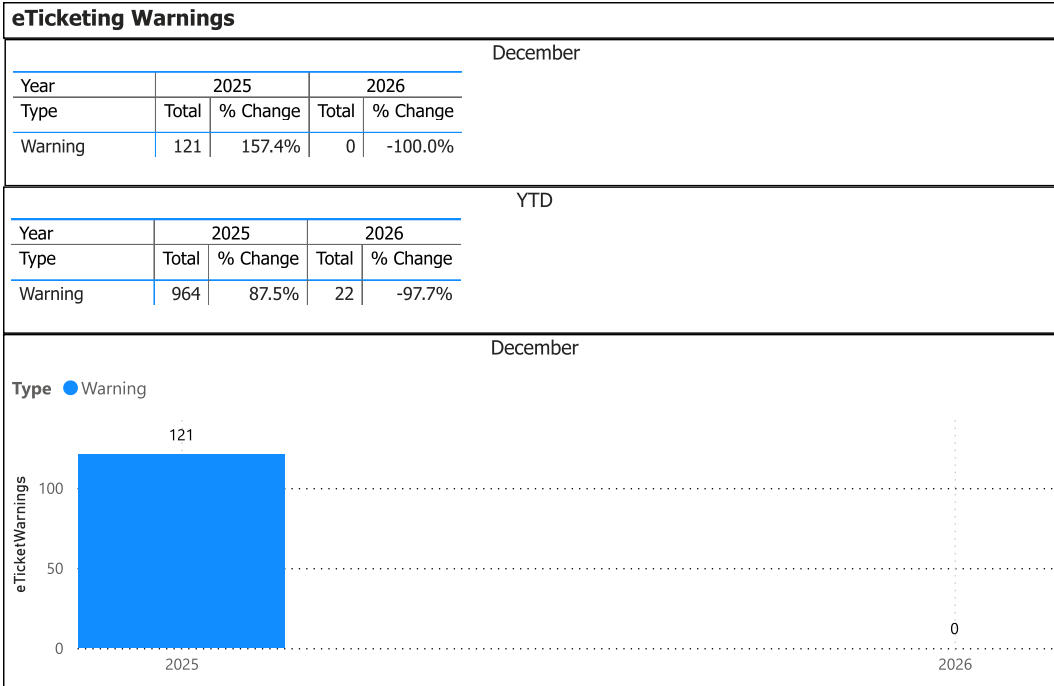 eTicketing Warnings
December
Year 2025 2026
Type Total % Change Total % Change
Warning 121 157.4% 0 -100.0%
YTD
Year 2025 2026
Type Total % Change Total % Change
Warning 964 87.5% 22 -97.7%
December
Type Warning
121
100
eTicketWarnings
50
0
0
2025 2026